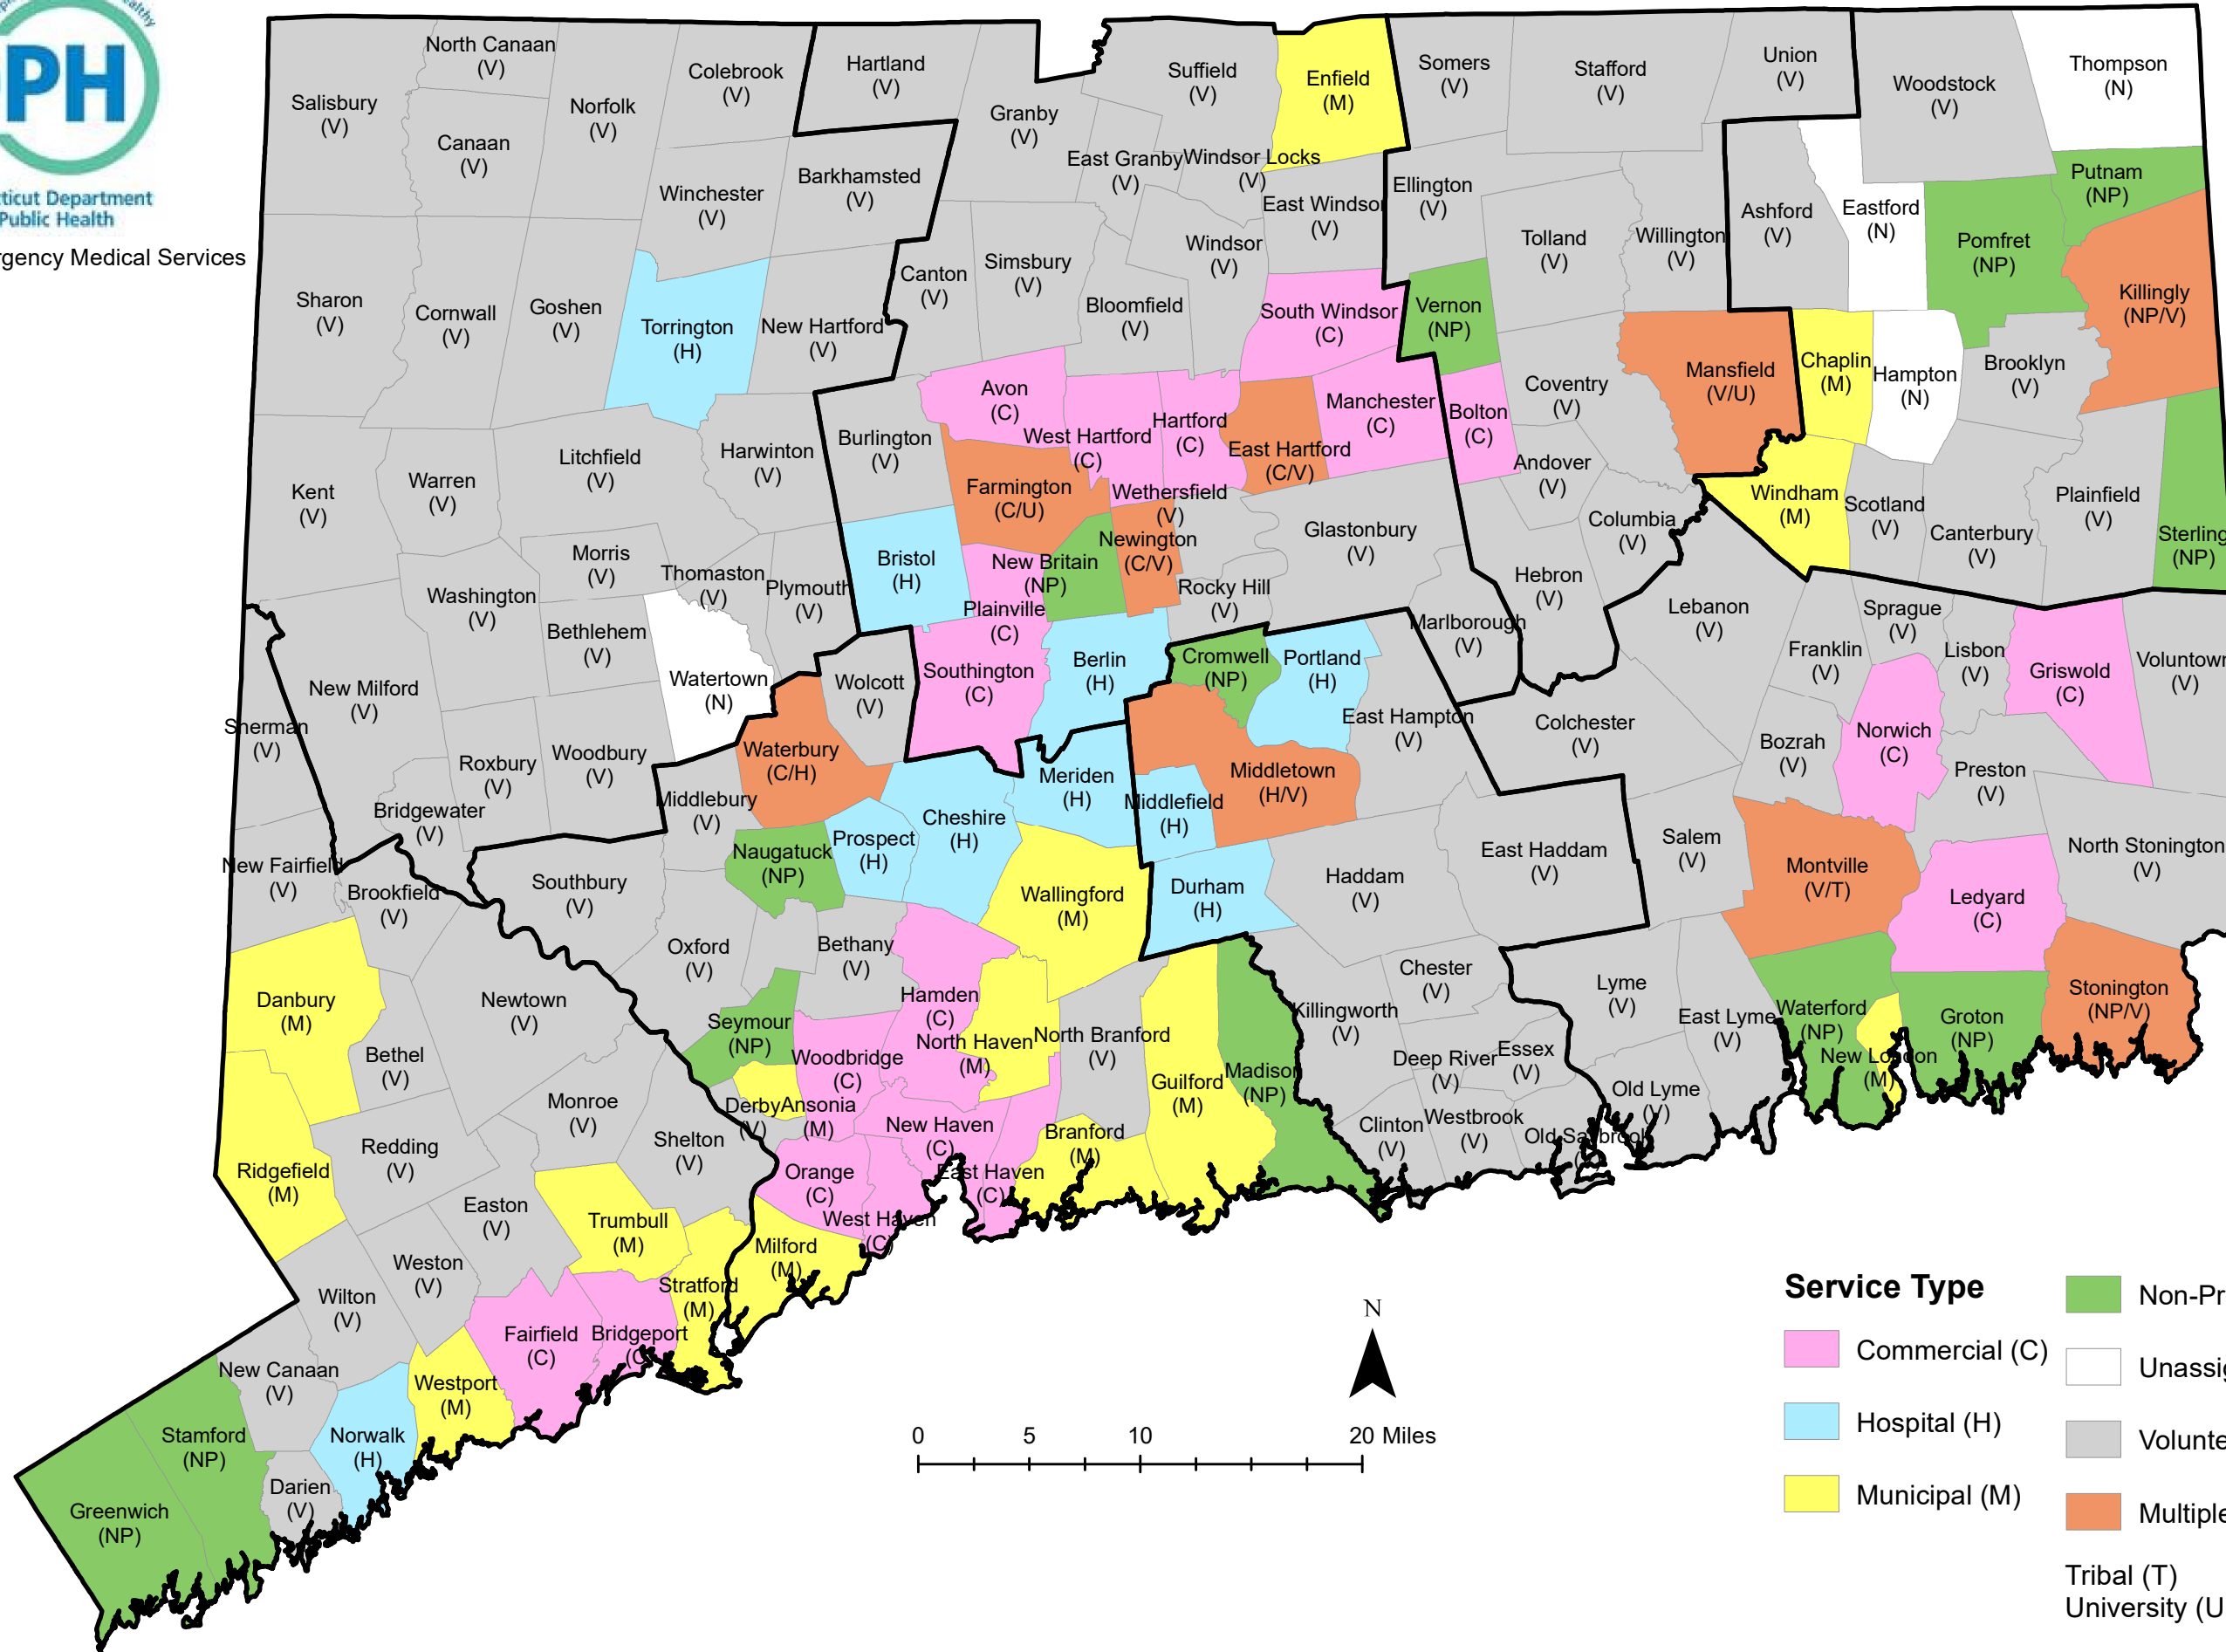 PH
ticut Department
Public Health
rgency Medical Services
North Canaan
(V)
Salisbury
(V)
Canaan
(V)
Norfolk
(V)
Colebrook
(V)
Hartland
(V)
Granby
(V)
Suffield
(V)
Enfield
(M)
Somers
(V)
Stafford
(V)
Union
(V)
Woodstock
(V)
Thompson
(N)
Winchester
(V)
Barkhamsted
(V)
East Granby
(V)
Windsor Locks
(V)
East Windsor
(V)
Ellington
(V)
Tolland
(V)
Willington
(V)
Ashford
(V)
Eastford
(N)
Pomfret
(NP)
Putnam
(NP)
Killingly
(NP/V)
Sharon
(V)
Cornwall
(V)
Goshen
(V)
Torrington
(H)
New Hartford
(V)
Canton
(V)
Simsbury
(V)
Bloomfield
(V)
Windsor
(V)
South Windsor
(C)
Vernon
(NP)
Mansfield
(V/U)
Chaplin
(M)
Hampton
(N)
Brooklyn
(V)
Kent
(V)
Warren
(V)
Litchfield
(V)
Harwinton
(V)
Burlington
(V)
Avon
(C)
West Hartford
(C)
Hartford
(C)
East Hartford
(C/V)
Manchester
(C)
Bolton
(C)
Coventry
(V)
Andover
(V)
Columbia
(V)
Windham
(M)
Scotland
(V)
Canterbury
(V)
Plainfield
(V)
Sterling
(NP)
Farmington
(C/U)
Wethersfield
(V)
Newington
(C/V)
Glastonbury
(V)
Morris
(V)
Thomaston
(V)
Plymouth
(V)
Bristol
(H)
New Britain
(NP)
Plainville
(C)
Rocky Hill
(V)
Marlborough
(V)
Hebron
(V)
Lebanon
(V)
Franklin
(V)
Sprague
(V)
Lisbon
(V)
Griswold
(C)
Voluntown
(V)
Washington
(V)
Bethlehem
(V)
Watertown
(N)
Wolcott
(V)
Southington
(C)
Berlin
(H)
Cromwell
(NP)
Portland
(H)
East Hampton
(V)
Colchester
(V)
Bozrah
(V)
Norwich
(C)
Preston
(V)
Sherman
(V)
New Milford
(V)
Roxbury
(V)
Woodbury
(V)
Waterbury
(C/H)
Bridgewater
(V)
Middlebury
(V)
Naugatuck
(NP)
Prospect
(H)
Cheshire
(H)
Meriden
(H)
Middlefield
(H)
Middletown
(H/V)
New Fairfield
(V)
Brookfield
(V)
Southbury
(V)
Wallingford
(M)
Durham
(H)
Haddam
(V)
East Haddam
(V)
Salem
(V)
Montville
(V/T)
Ledyard
(C)
North Stonington
(V)
Danbury
(M)
Newtown
(V)
Oxford
(V)
Bethany
(V)
Hamden
(C)
Chester
(V)
Lyme
(V)
East Lyme
(V)
Waterford
(NP)
Groton
(NP)
Stonington
(NP/V)
Bethel
(V)
Seymour
(NP)
Woodbridge
(C)
North Haven
(M)
North Branford
(V)
Guilford
(M)
Madison
(NP)
Killingworth
(V)
Deep River
(V)
Essex
(V)
New London
(M)
Ridgefield
(M)
Redding
(V)
Monroe
(V)
Shelton
(V)
Derby
(V)
Ansonia
(M)
New Haven
(C)
Branford
(M)
Clinton
(V)
Westbrook
(V)
Old Saybrook
Old Lyme
(V)
Easton
(V)
Trumbull
(M)
Orange
(C)
West Haven
(C)
East Haven
(C)
Milford
(M)
Wilton
(V)
Weston
(V)
Stratford
(M)
Fairfield
(C)
Bridgeport
(C)
New Canaan
(V)
Westport
(M)
Norwalk
(H)
Stamford
(NP)
Darien
(V)
Greenwich
(NP)
N
0 5 10 20 Miles
Service Type
Commercial (C)
Hospital (H)
Municipal (M)
Non-Pr
Unassig
Volunte
Multiple
Tribal (T)
University (U